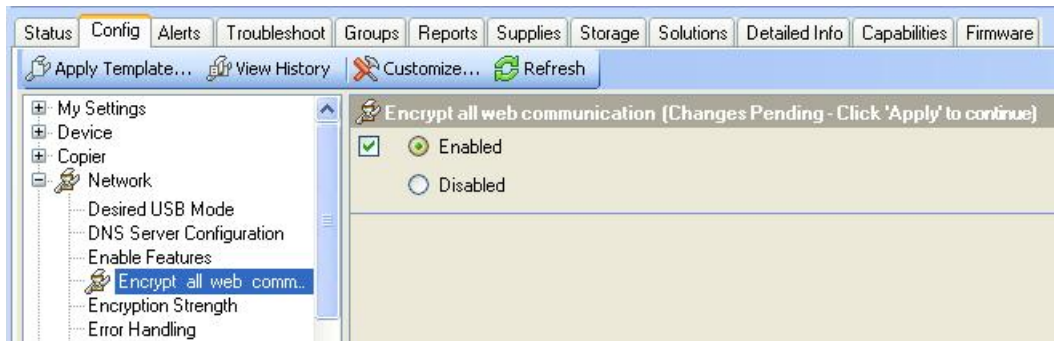 Status Config Alerts Troubleshoot Groups Reports Supplies Storage Solutions Detailed Info Capabilities Firmware
Apply Template... View History Customize... Refresh
My Settings
Device
Copier
Network
Desired USB Mode
DNS Server Configuration
Enable Features
Encrypt all web comm..
Encryption Strength
Error Handling
Encrypt all web communication (Changes Pending - Click 'Apply' to continue)
Enabled
Disabled